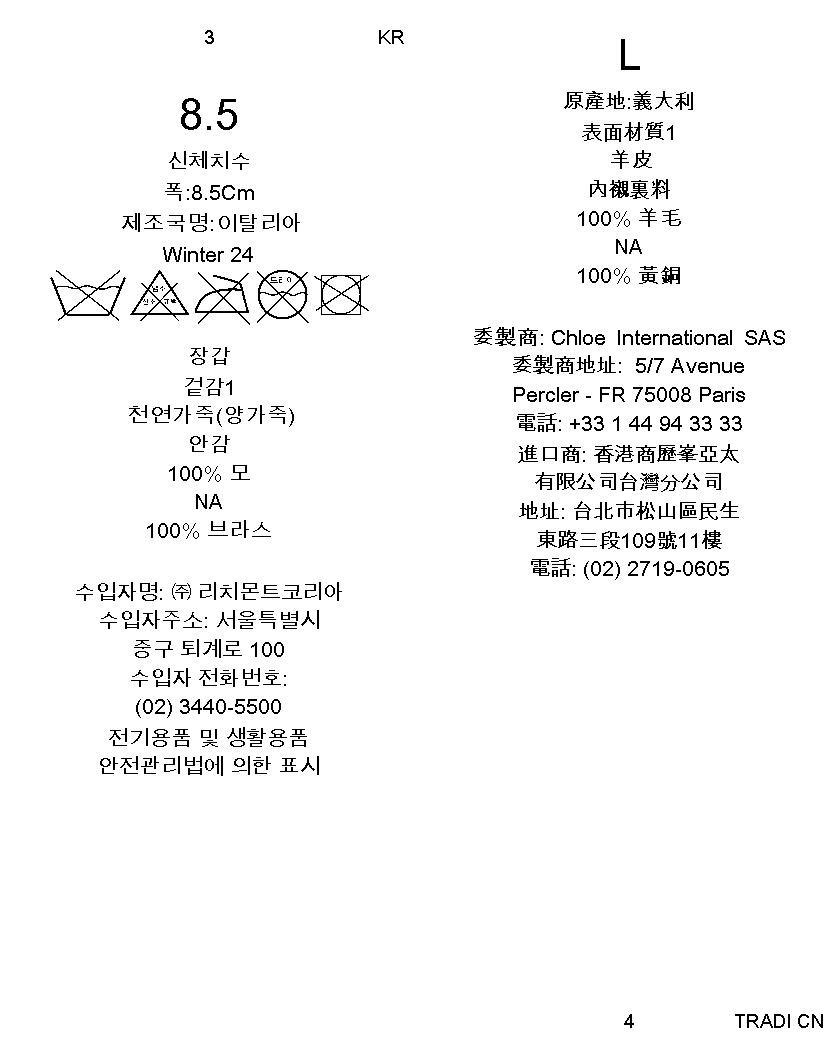 3 KR
8.5
신체치수
폭:8.5Cm
제조국명:이탈리아
Winter 24
드라이
장갑
겉감1
천연가죽(양가죽)
안감
100% 모
NA
100% 브라스
수입자명: ㈜ 리치몬트코리아
수입자주소: 서울특별시
중구 퇴계로 100
수입자 전화번호:
(02) 3440-5500
전기용품 및 생활용품
안전관리법에 의한 표시
L
原產地:義大利
表面材質1
羊皮
內襯裏料
100% 羊毛
NA
100% 黃銅
委製商: Chloe International SAS
委製商地址: 5/7 Avenue
Percler - FR 75008 Paris
電話: +33 1 44 94 33 33
進口商: 香港商歷峯亞太
有限公司台灣分公司
地址: 台北市松山區民生
東路三段109號11樓
電話: (02) 2719-0605
4 TRADI CN